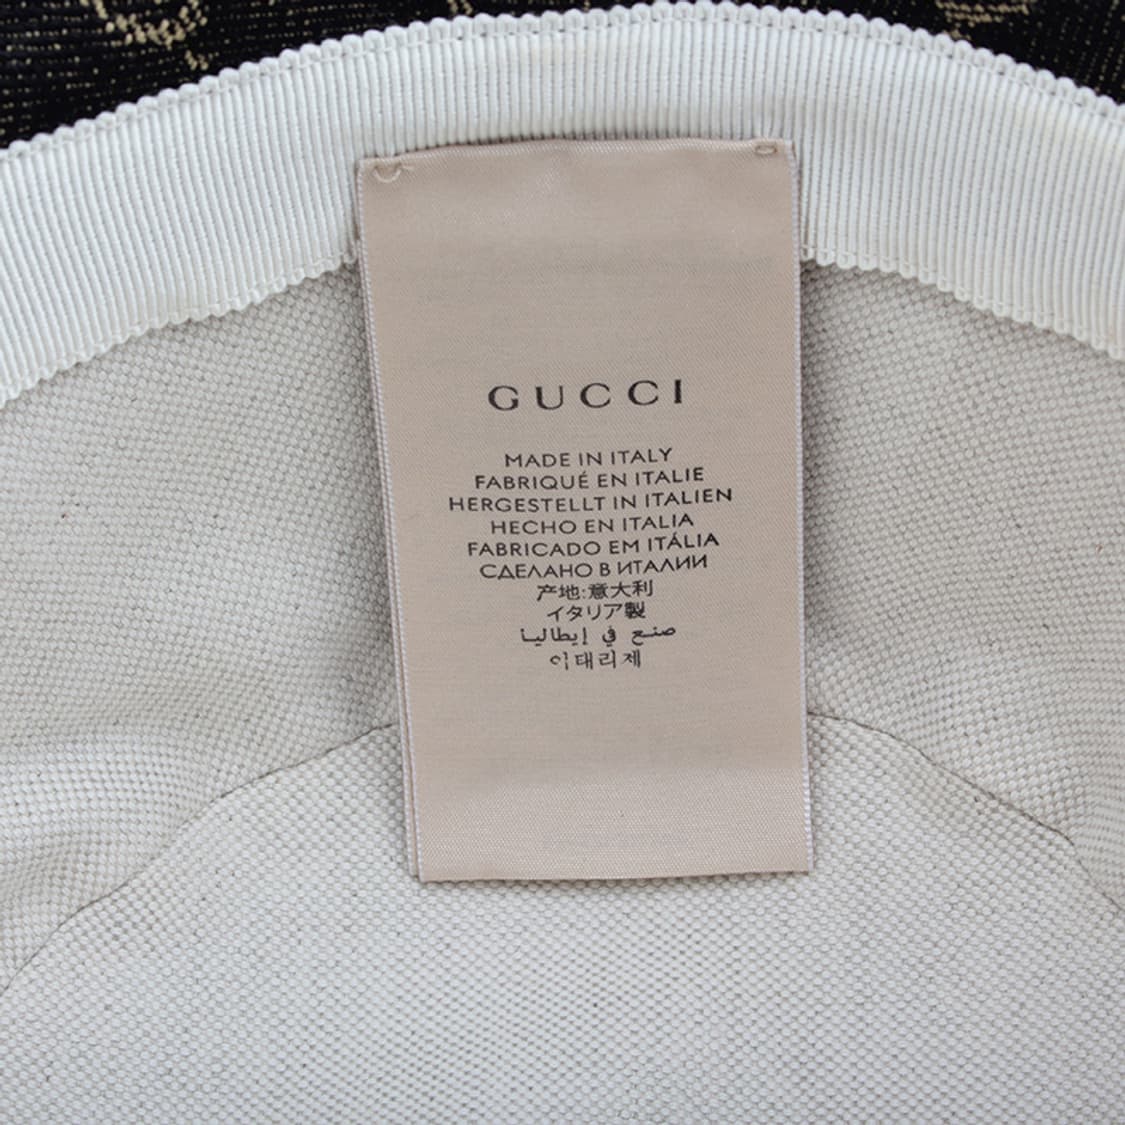 GUCCI
MADE IN ITALY
FABRIQUÉ EN ITALIE
HERGESTELLT IN ITALIEN
HECHO EN ITALIA
FABRICADO EM ITÁLIA
СДЕЛАНО В ИТАЛИИ
产地:意大利
イタリア製
صنع في إيطاليا
이태리제